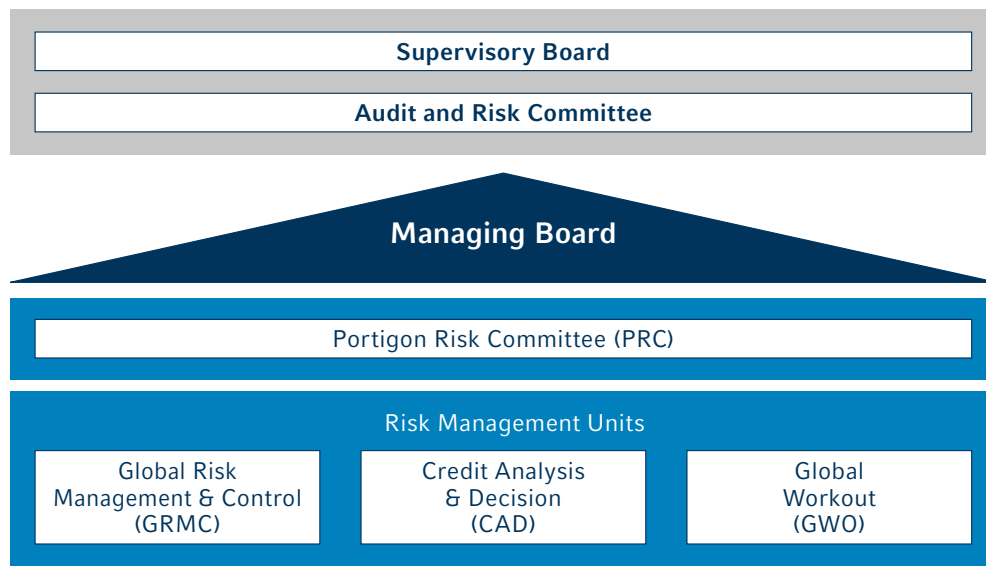 Supervisory Board
Audit and Risk Committee
Managing Board
Portigon Risk Committee (PRC)
Risk Management Units
Global Risk
Management & Control
(GRMC)
Credit Analysis
& Decision
(CAD)
Global
Workout
(GWO)